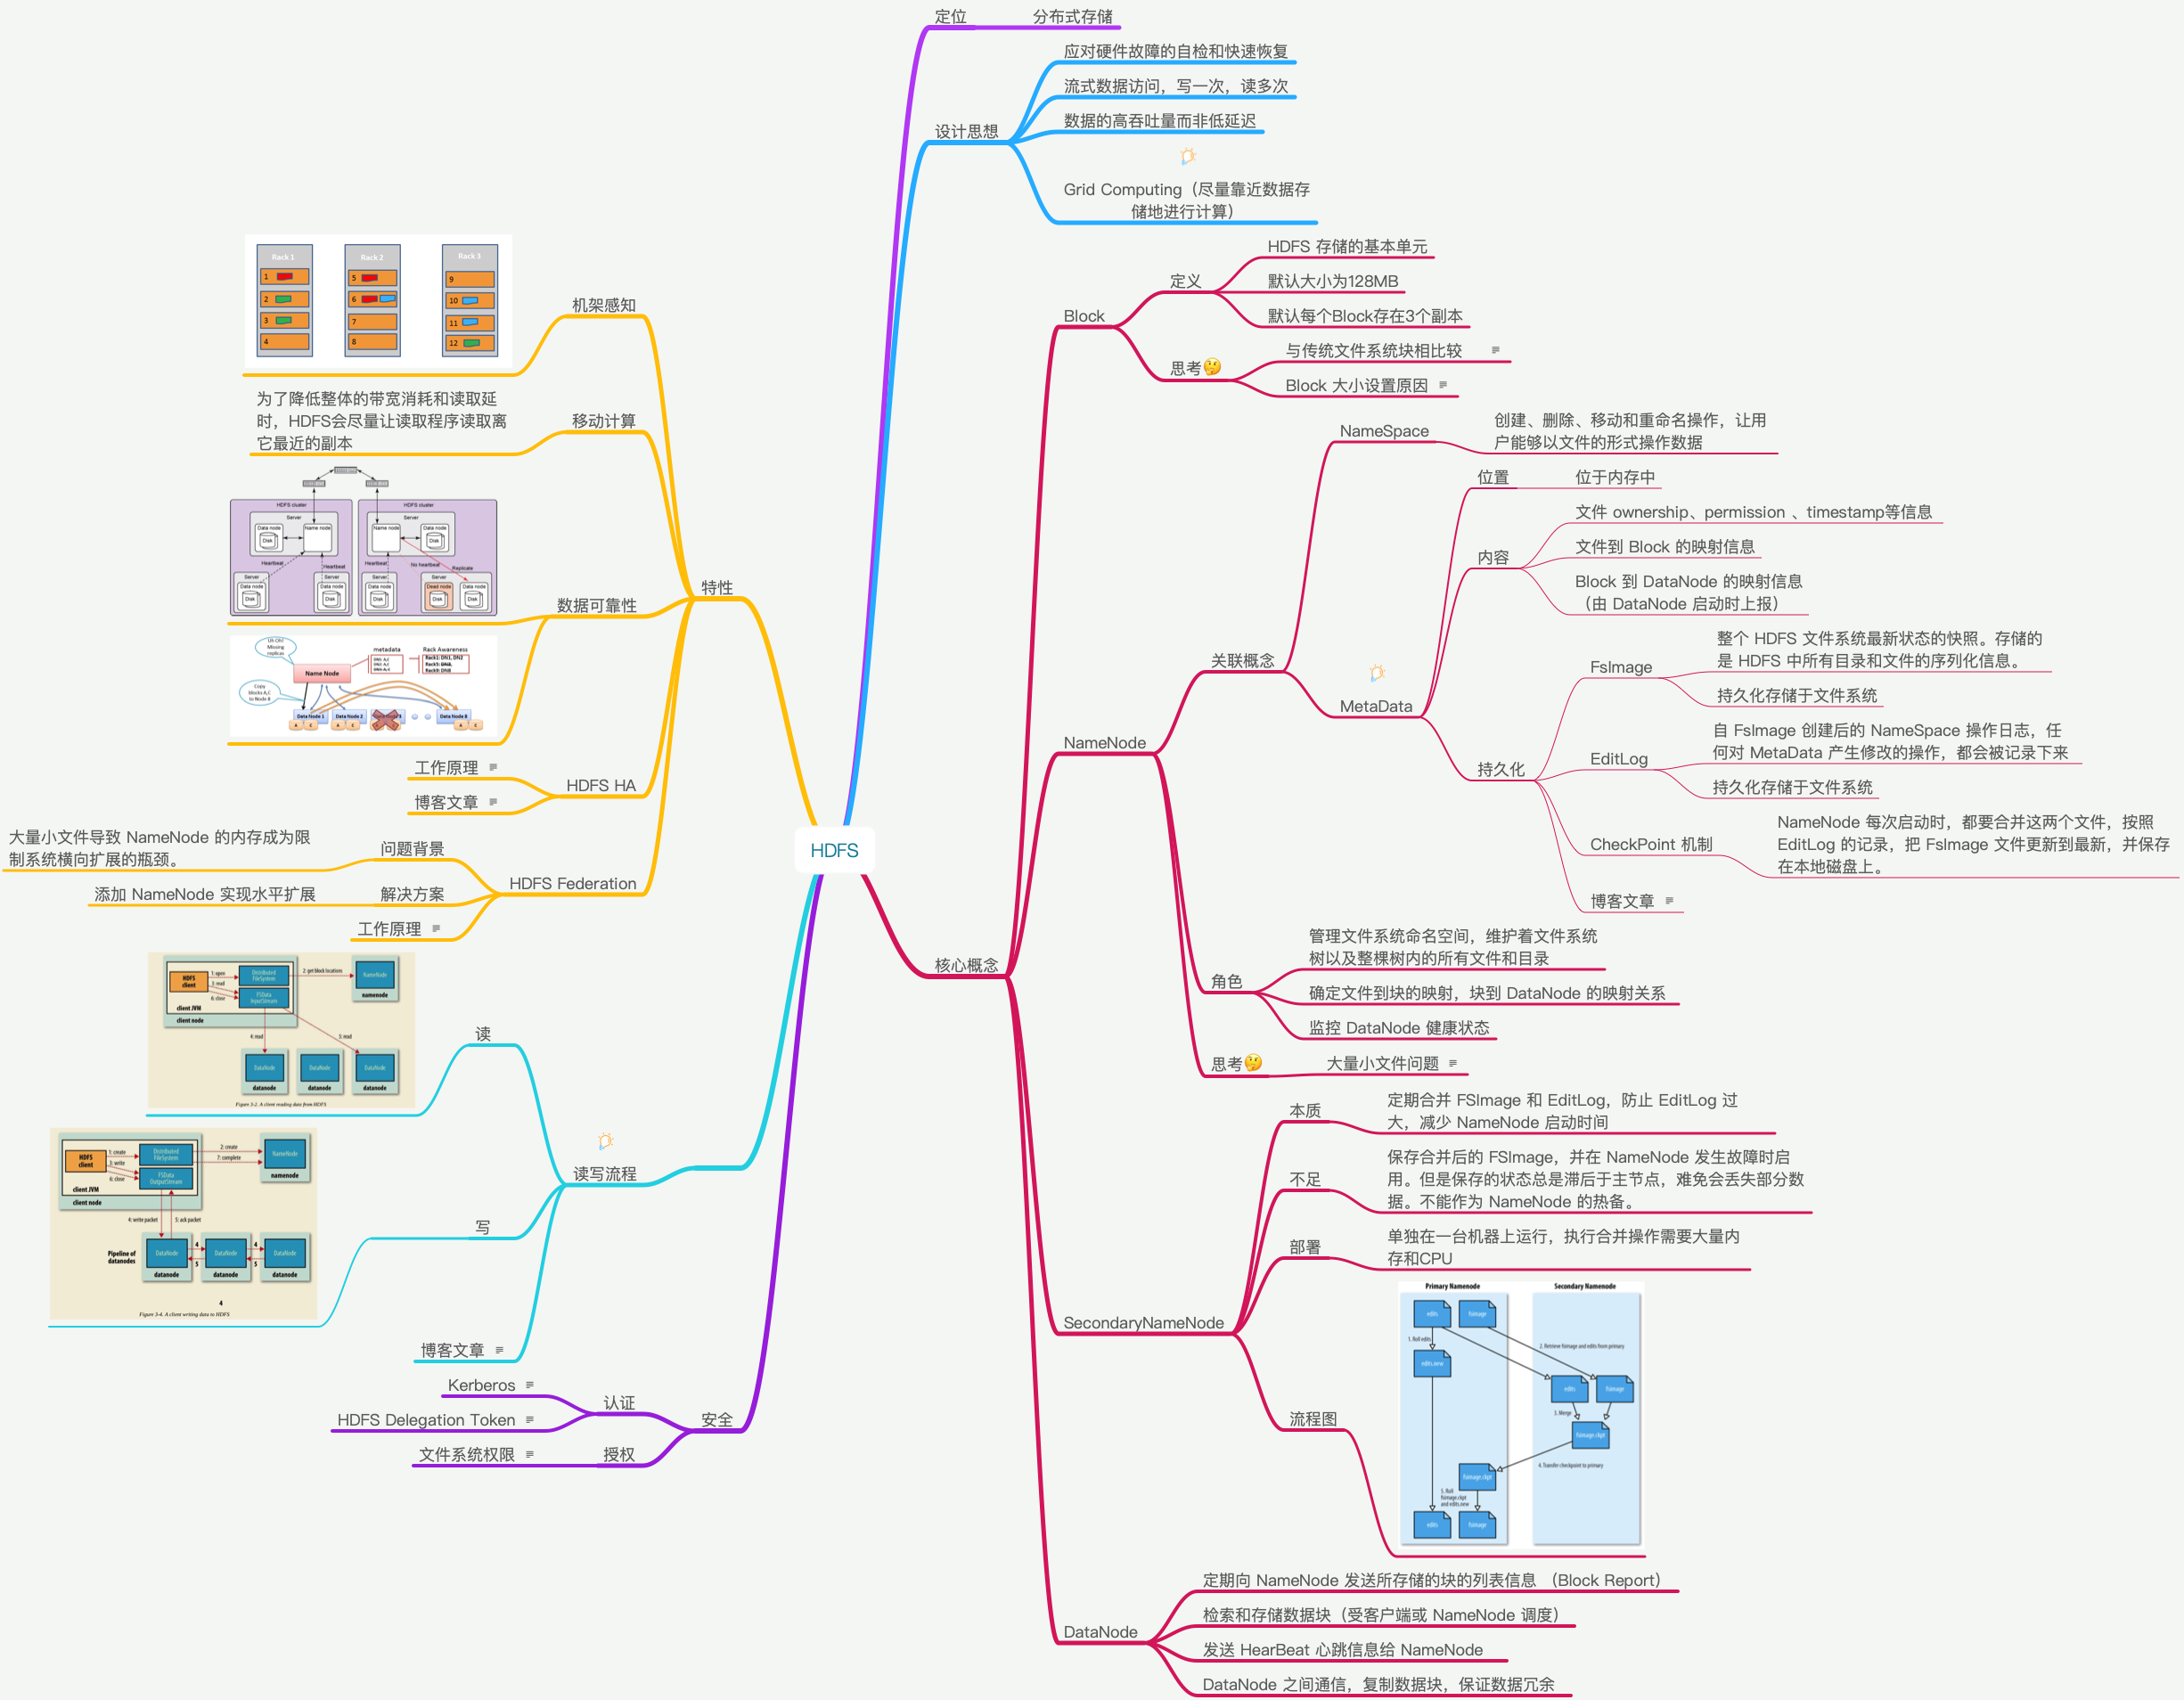 HDFS
定位
分布式存储
设计思想
应对硬件故障的自检和快速恢复
流式数据访问，写一次，读多次
数据的高吞吐量而非低延迟
Grid Computing（尽量靠近数据存
储地进行计算）
核心概念
Block
定义
HDFS 存储的基本单元
默认大小为128MB
默认每个Block存在3个副本
思考🤔
与传统文件系统块相比较
Block 大小设置原因
NameNode
关联概念
NameSpace
创建、删除、移动和重命名操作，让用
户能够以文件的形式操作数据
MetaData
位置
位于内存中
内容
文件 ownership、permission 、timestamp等信息
文件到 Block 的映射信息
Block 到 DataNode 的映射信息
（由 DataNode 启动时上报）
持久化
FsImage
整个 HDFS 文件系统最新状态的快照。存储的
是 HDFS 中所有目录和文件的序列化信息。
持久化存储于文件系统
EditLog
自 FsImage 创建后的 NameSpace 操作日志，任
何对 MetaData 产生修改的操作，都会被记录下来
持久化存储于文件系统
CheckPoint 机制
NameNode 每次启动时，都要合并这两个文件，按照
EditLog 的记录，把 FsImage 文件更新到最新，并保存
在本地磁盘上。
博客文章
角色
管理文件系统命名空间，维护着文件系统
树以及整棵树内的所有文件和目录
确定文件到块的映射，块到 DataNode 的映射关系
监控 DataNode 健康状态
思考🤔
大量小文件问题
SecondaryNameNode
本质
定期合并 FSImage 和 EditLog，防止 EditLog 过
大，减少 NameNode 启动时间
不足
保存合并后的 FSImage，并在 NameNode 发生故障时启
用。但是保存的状态总是滞后于主节点，难免会丢失部分数
据。不能作为 NameNode 的热备。
部署
单独在一台机器上运行，执行合并操作需要大量内
存和CPU
流程图
Primary Namenode
Secondary Namenode
edits
fsimage
1. Roll edits
2. Retrieve fsimage and edits from primary
edits.new
edits
fsimage
3. Merge
fsimage.ckpt
4. Transfer checkpoint to primary
fsimage.ckpt
5. Roll
fsimage.ckpt
and edits.new
edits
fsimage
DataNode
定期向 NameNode 发送所存储的块的列表信息 （Block Report）
检索和存储数据块（受客户端或 NameNode 调度）
发送 HearBeat 心跳信息给 NameNode
DataNode 之间通信，复制数据块，保证数据冗余
特性
机架感知
Rack 1
Rack 2
Rack 3
1
5
9
2
6
10
3
7
11
4
8
12
移动计算
为了降低整体的带宽消耗和读取延
时，HDFS会尽量让读取程序读取离
它最近的副本
数据可靠性
HDFS cluster
HDFS cluster
Server
Server
Data node
Name node
Name node
Data node
Disk
Disk
Heartbeat
Heartbeat
Heartbeat
No heartbeat
Replicate
Server
Server
Server
Server
Data node
Data node
Data node
Dead node
Data node
Disk
Disk
Disk
Disk
Disk
Uh Oh!
Missing
replicas
metadata
Rack Awareness
Rack1: DN1, DN2
Name Node
Copy
blocks A,C
to Node 8
Data Node 1
Data Node 2
Data Node 8
HDFS HA
工作原理
博客文章
HDFS Federation
问题背景
大量小文件导致 NameNode 的内存成为限
制系统横向扩展的瓶颈。
解决方案
添加 NameNode 实现水平扩展
工作原理
读写流程
读
HDFS
client
1: open
3: read
6: close
Distributed
FileSystem
FSData
InputStream
2: get block locations
NameNode
namenode
client JVM
client node
4: read
5: read
DataNode
DataNode
DataNode
datanode
datanode
datanode
Figure 3-2. A client reading data from HDFS
写
HDFS
client
1: create
3: write
6: close
Distributed
FileSystem
FSData
OutputStream
2: create
7: complete
NameNode
namenode
client JVM
client node
4: write packet
5: ack packet
Pipeline of
datanodes
DataNode
4
DataNode
4
DataNode
5
5
datanode
datanode
datanode
4
Figure 3-4. A client writing data to HDFS
博客文章
安全
认证
Kerberos
HDFS Delegation Token
授权
文件系统权限